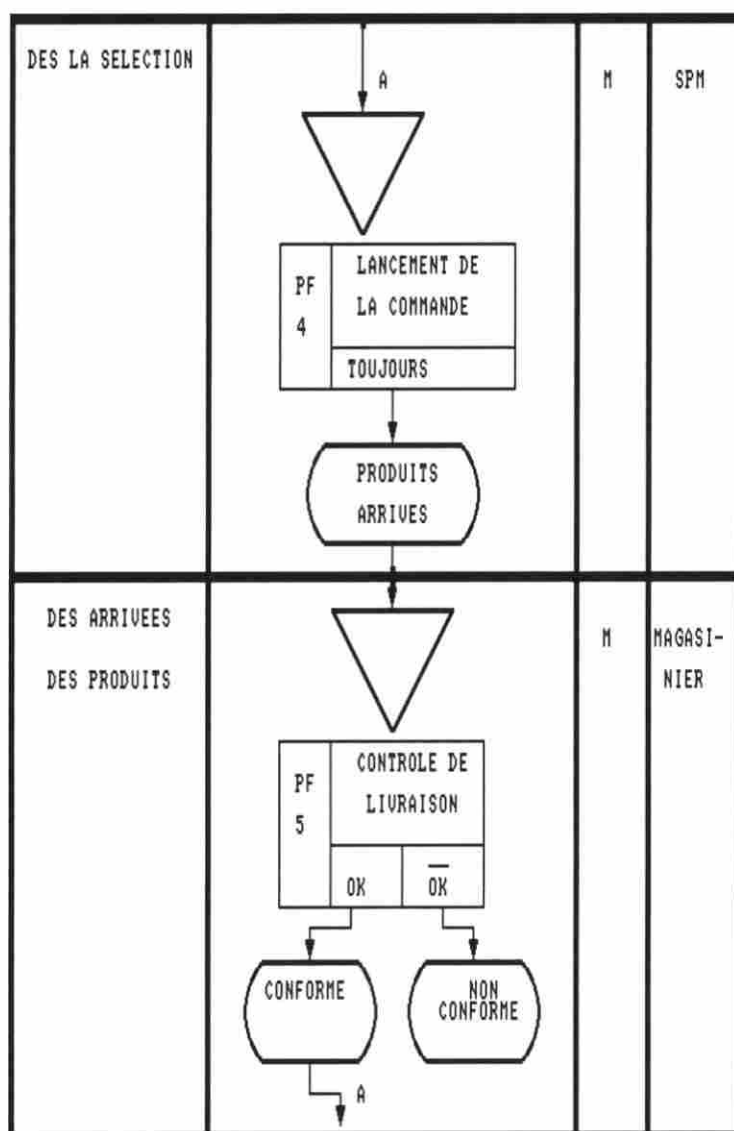 DES LA SELECTION
A
M
SPM
PF
4
LANCEMENT DE
LA COMMANDE
TOUJOURS
PRODUITS
ARRIVES
DES ARRIVEES
DES PRODUITS
M
MAGASI-
NIER
PF
5
CONTROLE DE
LIVRAISON
OK
O̅K̅
CONFORME
NON
CONFORME
A